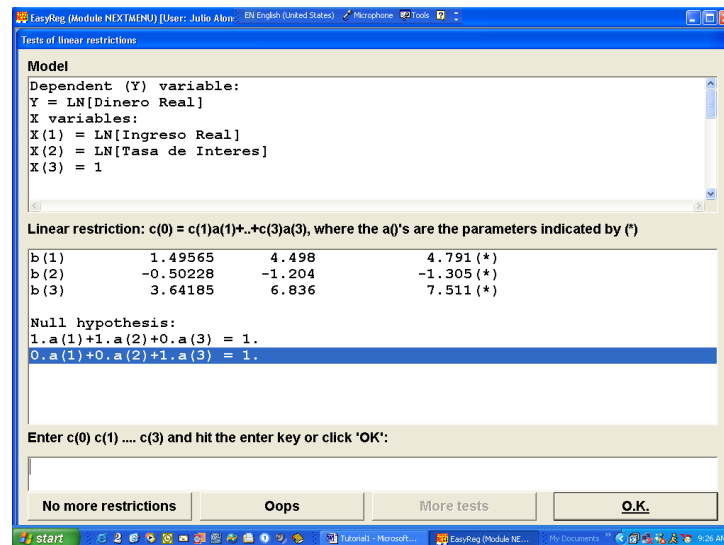 EasyReg (Module NEXTMENU) [User: Julio Alon
EN English (United States) Microphone Tools
Tests of linear restrictions
Model
Dependent (Y) variable:
Y = LN[Dinero Real]
X variables:
X(1) = LN[Ingreso Real]
X(2) = LN[Tasa de Interes]
X(3) = 1
Linear restriction: c(0) = c(1)a(1)+..+c(3)a(3), where the a()'s are the parameters indicated by (*)
b(1) 1.49565 4.498 4.791(*)
b(2) -0.50228 -1.204 -1.305(*)
b(3) 3.64185 6.836 7.511(*)
Null hypothesis:
1.a(1)+1.a(2)+0.a(3) = 1.
0.a(1)+0.a(2)+1.a(3) = 1.
Enter c(0) c(1) .... c(3) and hit the enter key or click 'OK':
No more restrictions Oops More tests O.K.
start Tutorial1 - Microsoft... EasyReg (Module NE... My Documents » 9:26 AM